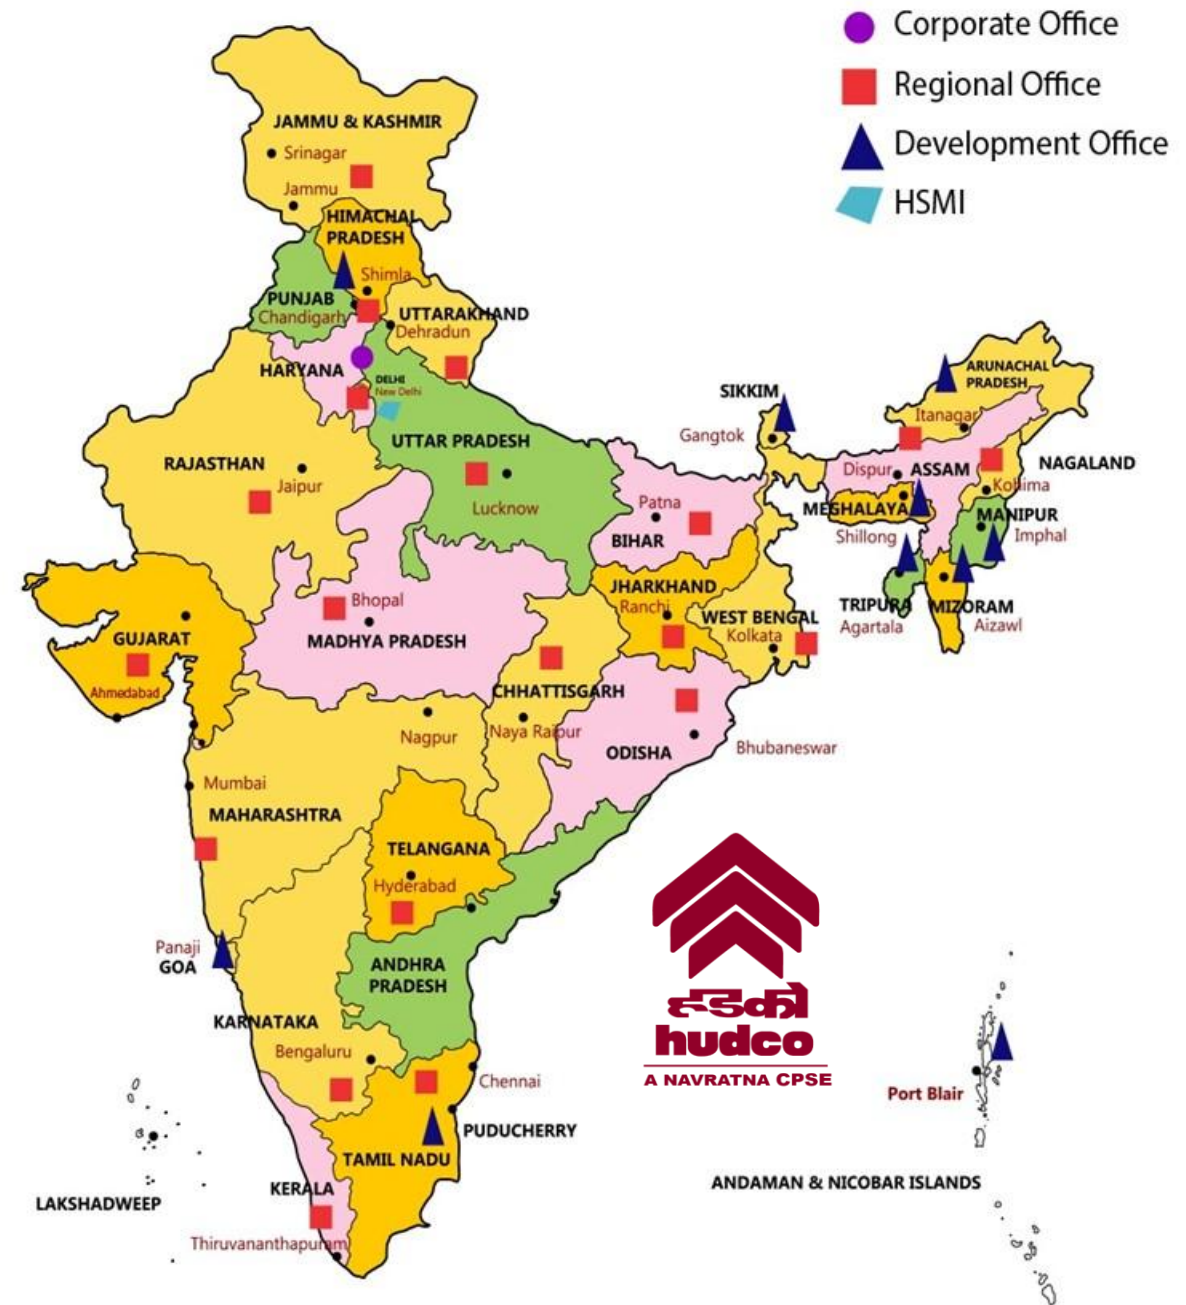 Corporate Office
Regional Office
Development Office
HSMI
JAMMU & KASHMIR
Srinagar
Jammu
HIMACHAL
PRADESH
Shimla
PUNJAB
Chandigarh
UTTARAKHAND
Dehradun
HARYANA
DELHI
New Delhi
UTTAR PRADESH
Lucknow
RAJASTHAN
Jaipur
SIKKIM
Gangtok
ARUNACHAL
PRADESH
Itanagar
Dispur
ASSAM
NAGALAND
Kohima
MEGHALAYA
Shillong
MANIPUR
Imphal
TRIPURA
Agartala
MIZORAM
Aizawl
Patna
BIHAR
JHARKHAND
Ranchi
WEST BENGAL
Kolkata
Bhopal
MADHYA PRADESH
GUJARAT
Ahmedabad
CHHATTISGARH
Naya Raipur
ODISHA
Bhubaneswar
Nagpur
Mumbai
MAHARASHTRA
TELANGANA
Hyderabad
Panaji
GOA
ANDHRA
PRADESH
KARNATAKA
Bengaluru
Chennai
PUDUCHERRY
TAMIL NADU
KERALA
Thiruvananthapuram
LAKSHADWEEP
हडको
hudco
A NAVRATNA CPSE
Port Blair
ANDAMAN & NICOBAR ISLANDS